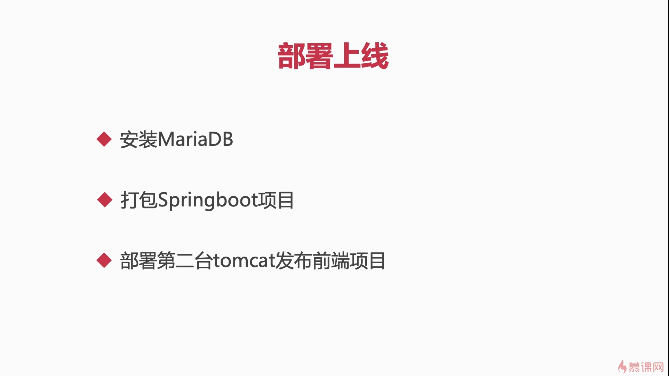 部署上线
安装MariaDB
打包Springboot项目
部署第二台tomcat发布前端项目
慕课网